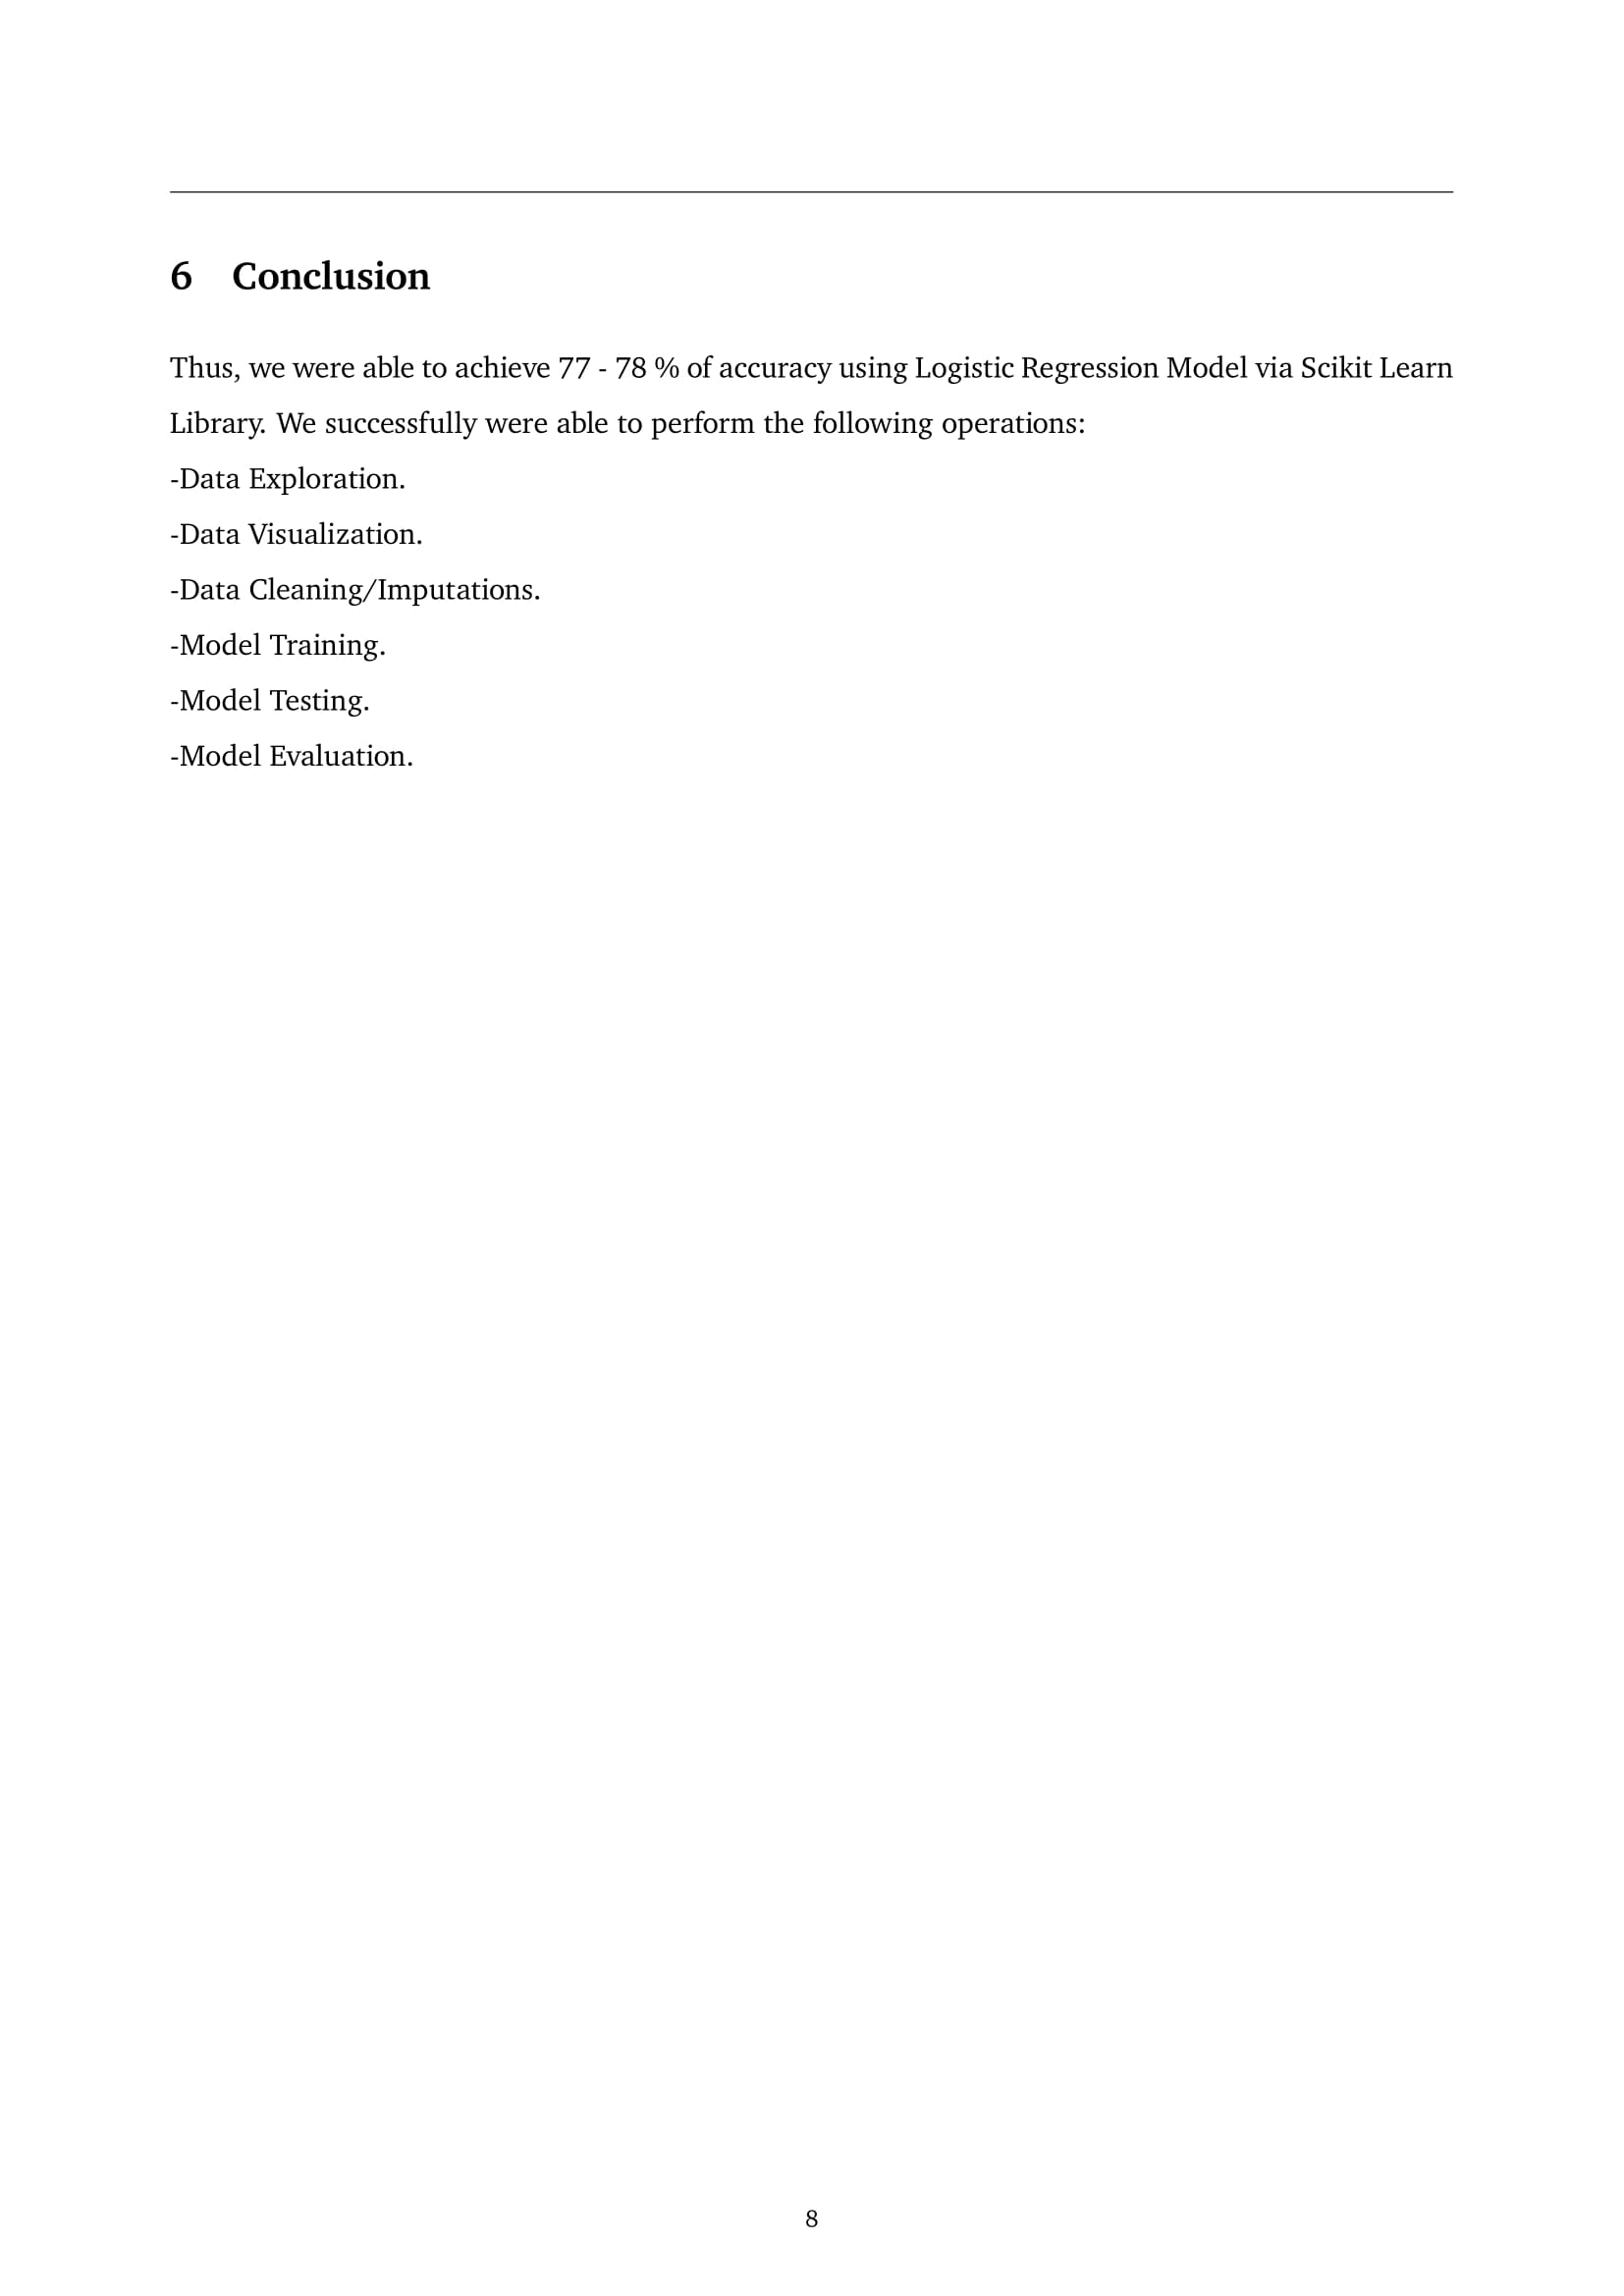 6 Conclusion
Thus, we were able to achieve 77 - 78 % of accuracy using Logistic Regression Model via Scikit Learn
Library. We successfully were able to perform the following operations:
-Data Exploration.
-Data Visualization.
-Data Cleaning/Imputations.
-Model Training.
-Model Testing.
-Model Evaluation.
8